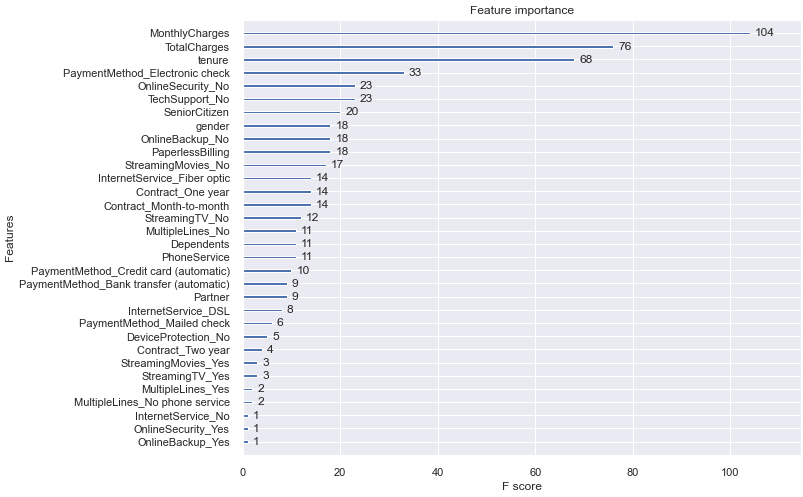 Feature importance
MonthlyCharges 104
TotalCharges 76
tenure 68
PaymentMethod_Electronic check 33
OnlineSecurity_No 23
TechSupport_No 23
SeniorCitizen 20
gender 18
OnlineBackup_No 18
PaperlessBilling 18
StreamingMovies_No 17
InternetService_Fiber optic 14
Contract_One year 14
Contract_Month-to-month 14
StreamingTV_No 12
MultipleLines_No 11
Dependents 11
PhoneService 11
PaymentMethod_Credit card (automatic) 10
PaymentMethod_Bank transfer (automatic) 9
Partner 9
InternetService_DSL 8
PaymentMethod_Mailed check 6
DeviceProtection_No 5
Contract_Two year 4
StreamingMovies_Yes 3
StreamingTV_Yes 3
MultipleLines_Yes 2
MultipleLines_No phone service 2
InternetService_No 1
OnlineSecurity_Yes 1
OnlineBackup_Yes 1
Features
0 20 40 60 80 100
F score